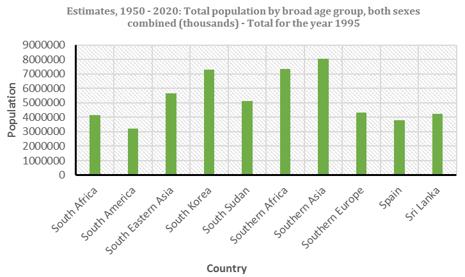 Estimates, 1950 - 2020: Total population by broad age group, both sexes
combined (thousands) - Total for the year 1995
9000000
8000000
7000000
6000000
5000000
4000000
3000000
2000000
1000000
0
Population
South Africa
South America
South Eastern Asia
South Korea
South Sudan
Southern Africa
Southern Asia
Southern Europe
Spain
Sri Lanka
Country